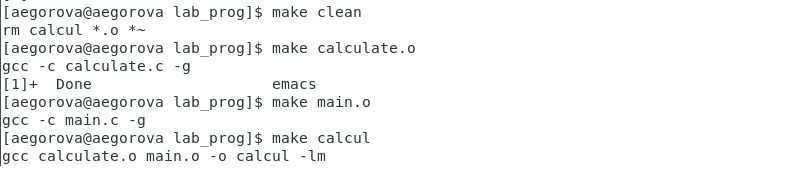 [aegorova@aegorova lab_prog]$ make clean
rm calcul *.o *~
[aegorova@aegorova lab_prog]$ make calculate.o
gcc -c calculate.c -g
[1]+  Done                    emacs
[aegorova@aegorova lab_prog]$ make main.o
gcc -c main.c -g
[aegorova@aegorova lab_prog]$ make calcul
gcc calculate.o main.o -o calcul -lm